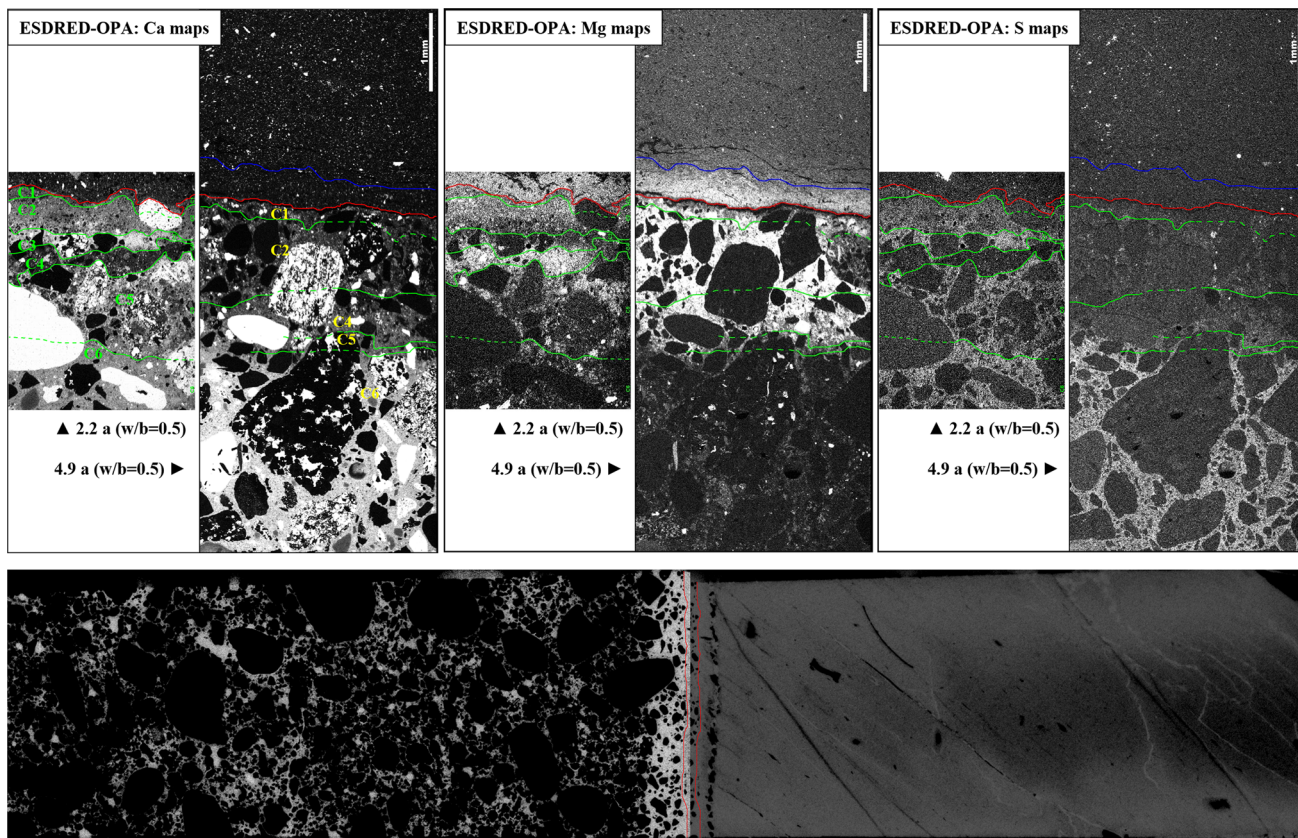 ESDRED-OPA: Ca maps
1mm
C1
C2
C3
C4
C5
C6
C1
C2
C4
C5
C6
▲ 2.2 a (w/b=0.5)
4.9 a (w/b=0.5) ►
ESDRED-OPA: Mg maps
1mm
▲ 2.2 a (w/b=0.5)
4.9 a (w/b=0.5) ►
ESDRED-OPA: S maps
1mm
▲ 2.2 a (w/b=0.5)
4.9 a (w/b=0.5) ►